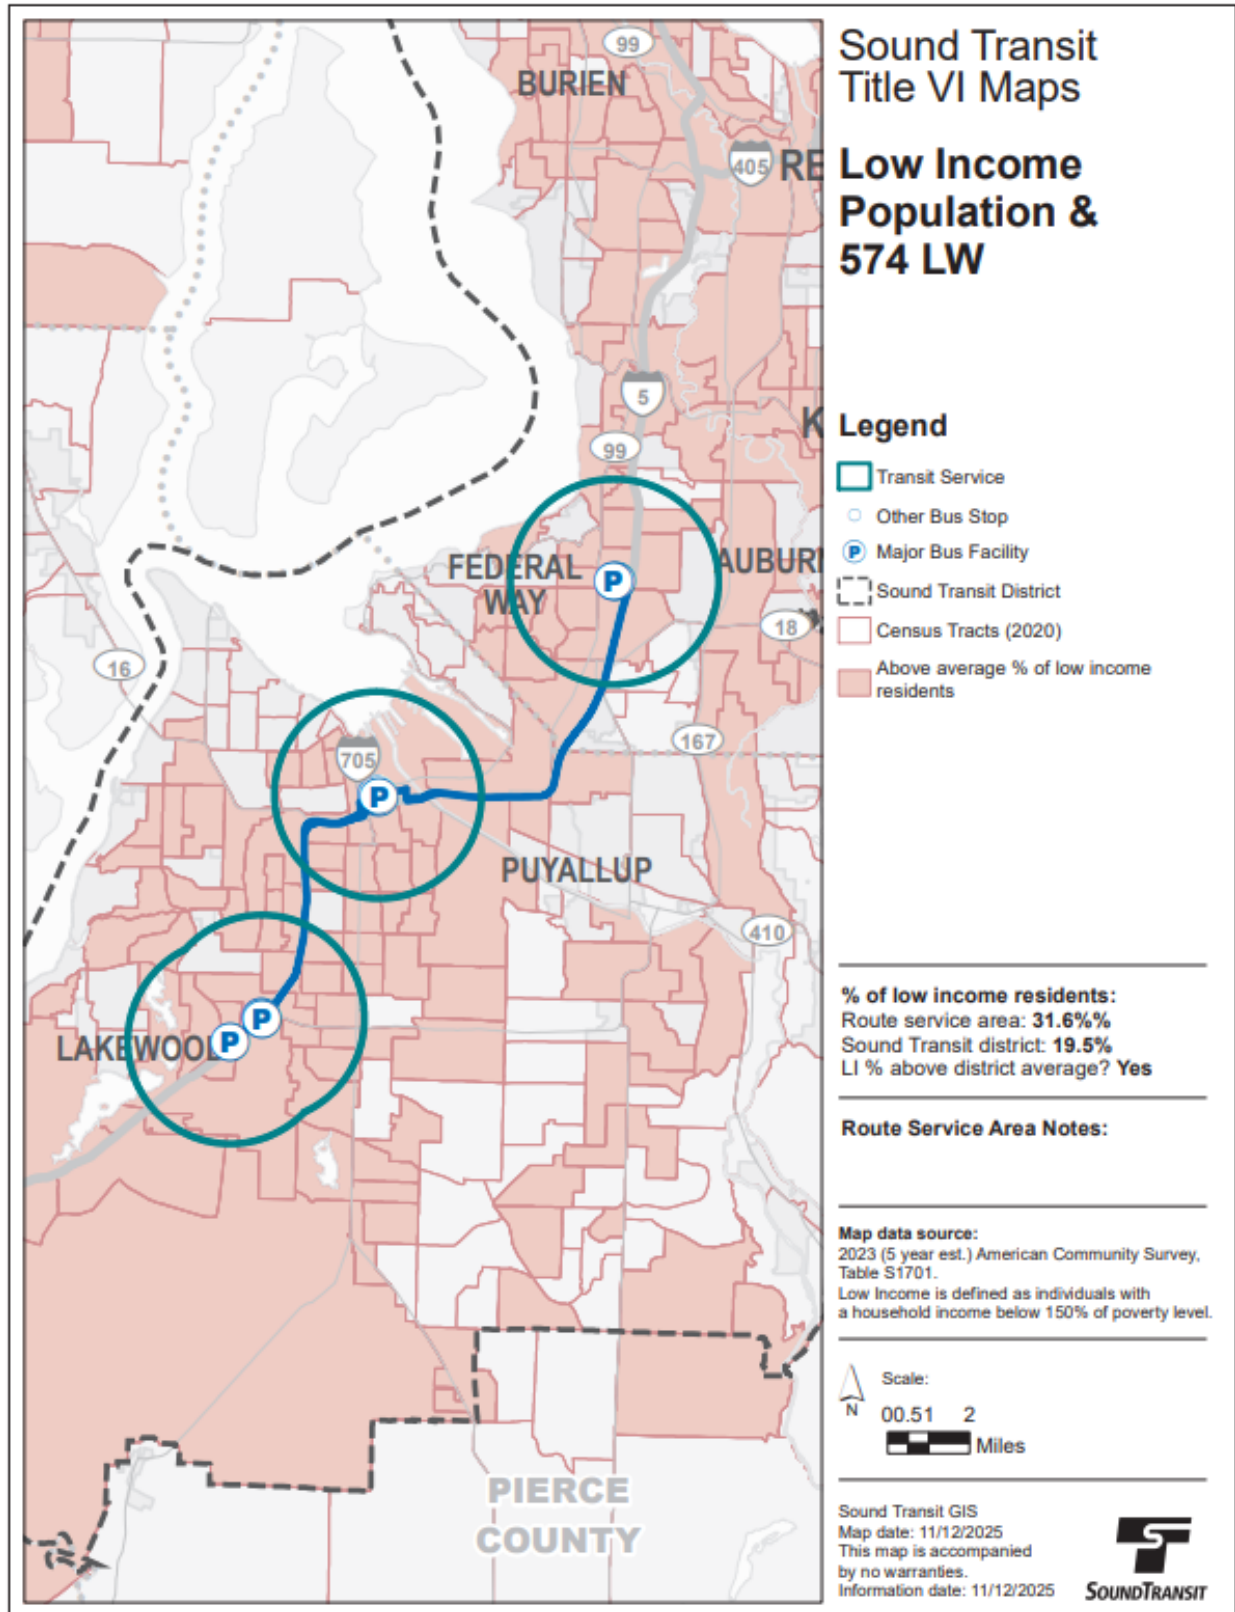 Sound Transit
Title VI Maps
Low Income
Population &
574 LW
Legend
Transit Service
Other Bus Stop
P Major Bus Facility
Sound Transit District
Census Tracts (2020)
Above average % of low income
residents
% of low income residents:
Route service area: 31.6%%
Sound Transit district: 19.5%
LI % above district average? Yes
Route Service Area Notes:
Map data source:
2023 (5 year est.) American Community Survey,
Table S1701.
Low Income is defined as individuals with
a household income below 150% of poverty level.
N
Scale:
00.51 2
Miles
Sound Transit GIS
Map date: 11/12/2025
This map is accompanied
by no warranties.
Information date: 11/12/2025
SOUNDTRANSIT
99
BURIEN
405
RE
5
99
K
FEDERAL
WAY
P
AUBURN
18
16
167
705
P
PUYALLUP
410
P
P
LAKEWOOD
PIERCE
COUNTY